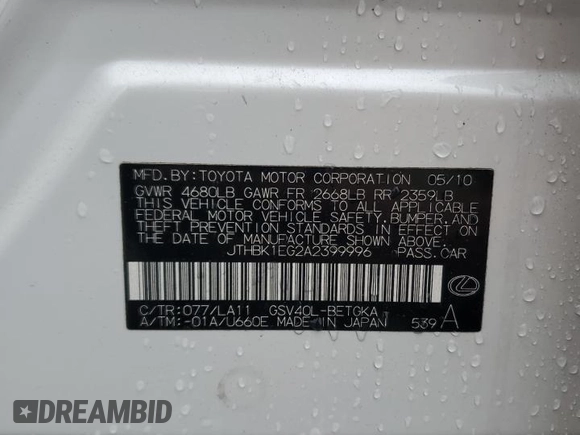 MFD. BY:TOYOTA MOTOR CORPORATION 05/10
GVWR 4680LB GAWR FR 2668LB RR 2359LB
THIS VEHICLE CONFORMS TO ALL APPLICABLE
FEDERAL MOTOR VEHICLE SAFETY, BUMPER, AND
THEFT PREVENTION STANDARDS IN EFFECT ON
THE DATE OF MANUFACTURE SHOWN ABOVE.
JTHBK1EG2A2399996 PASS.CAR
C/TR:077/LA11 GSV40L-BETGKA
A/TM:-01A/U660E MADE IN JAPAN 539 A
DREAMBID